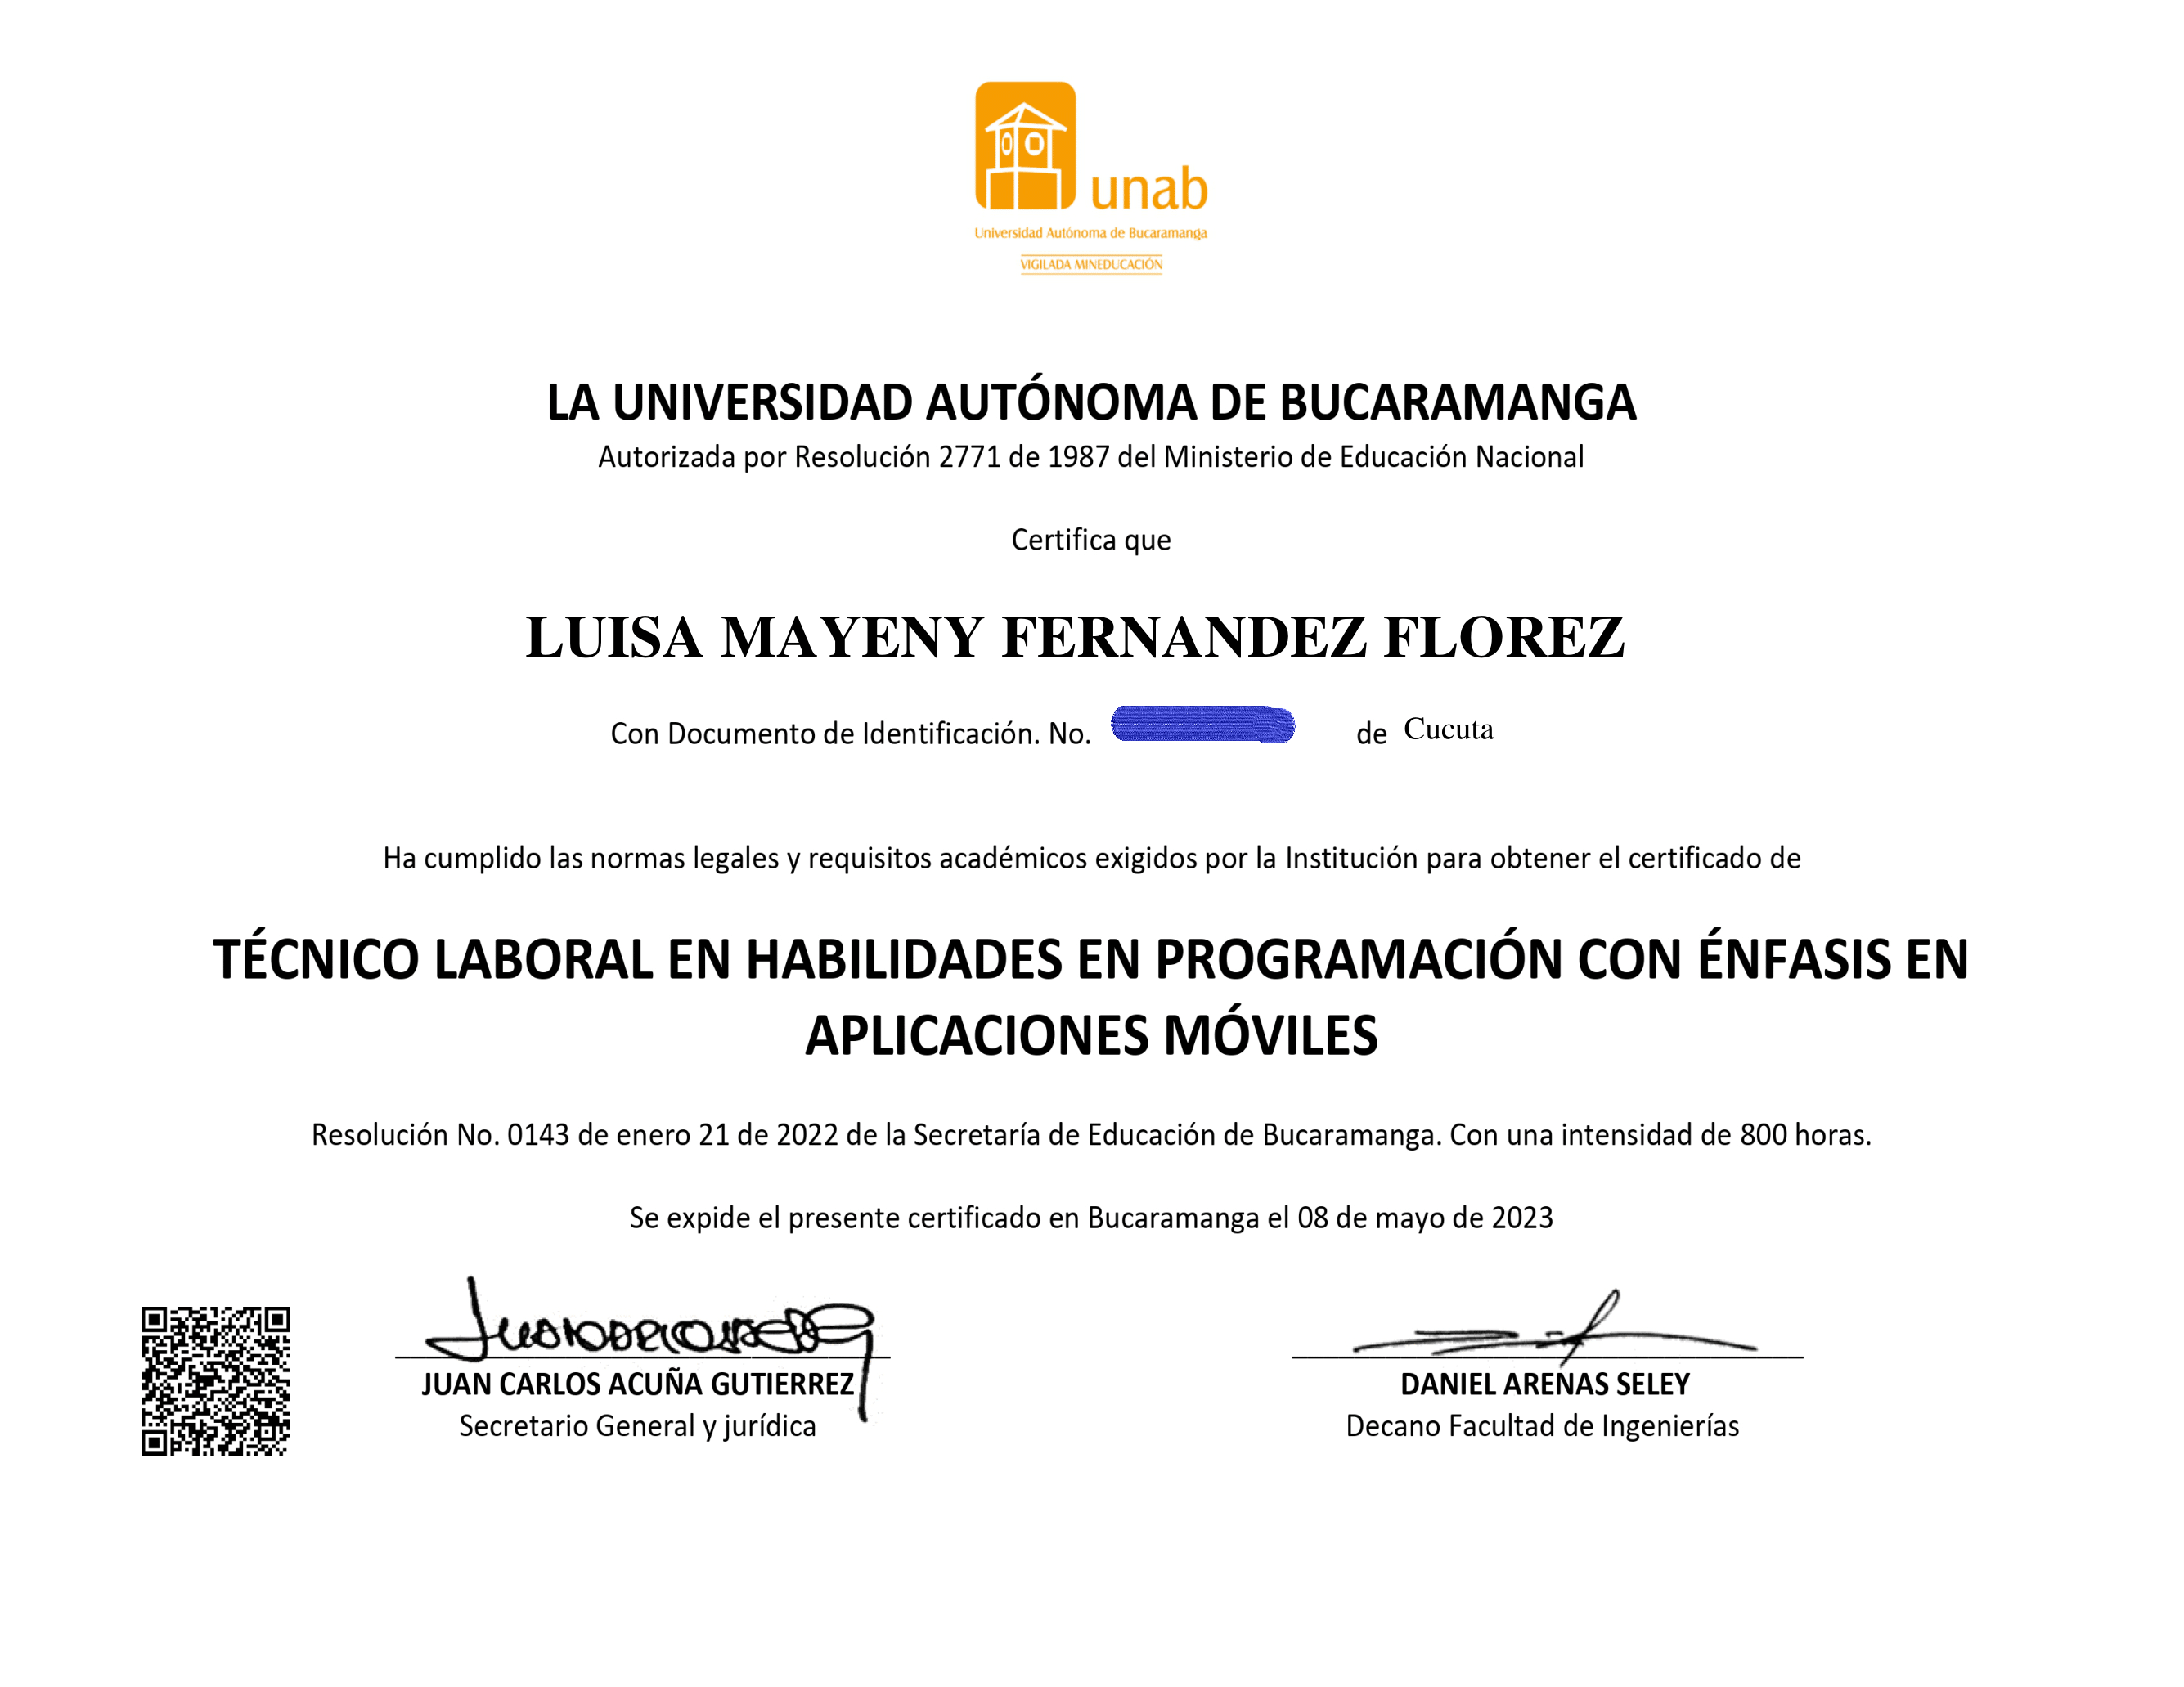 unab
Universidad Autónoma de Bucaramanga
VIGILADA MINEDUCACIÓN
LA UNIVERSIDAD AUTÓNOMA DE BUCARAMANGA
Autorizada por Resolución 2771 de 1987 del Ministerio de Educación Nacional
Certifica que
LUISA MAYENY FERNANDEZ FLOREZ
Con Documento de Identificación. No. de Cucuta
Ha cumplido las normas legales y requisitos académicos exigidos por la Institución para obtener el certificado de
TÉCNICO LABORAL EN HABILIDADES EN PROGRAMACIÓN CON ÉNFASIS EN
APLICACIONES MÓVILES
Resolución No. 0143 de enero 21 de 2022 de la Secretaría de Educación de Bucaramanga. Con una intensidad de 800 horas.
Se expide el presente certificado en Bucaramanga el 08 de mayo de 2023
JUAN CARLOS ACUÑA GUTIERREZ
Secretario General y jurídica
DANIEL ARENAS SELEY
Decano Facultad de Ingenierías